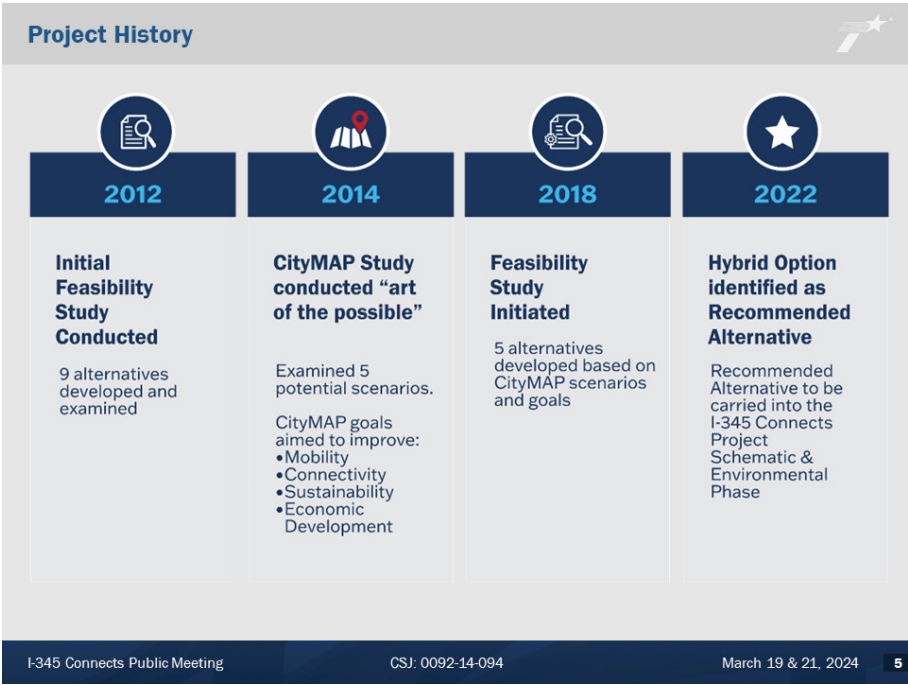 Project History
2012
Initial
Feasibility
Study
Conducted
9 alternatives
developed and
examined
2014
CityMAP Study
conducted “art
of the possible”
Examined 5
potential scenarios.
CityMAP goals
aimed to improve:
•Mobility
•Connectivity
•Sustainability
•Economic
Development
2018
Feasibility
Study
Initiated
5 alternatives
developed based on
CityMAP scenarios
and goals
2022
Hybrid Option
identified as
Recommended
Alternative
Recommended
Alternative to be
carried into the
I-345 Connects
Project
Schematic &
Environmental
Phase
I-345 Connects Public Meeting
CSJ: 0092-14-094
March 19 & 21, 2024
5